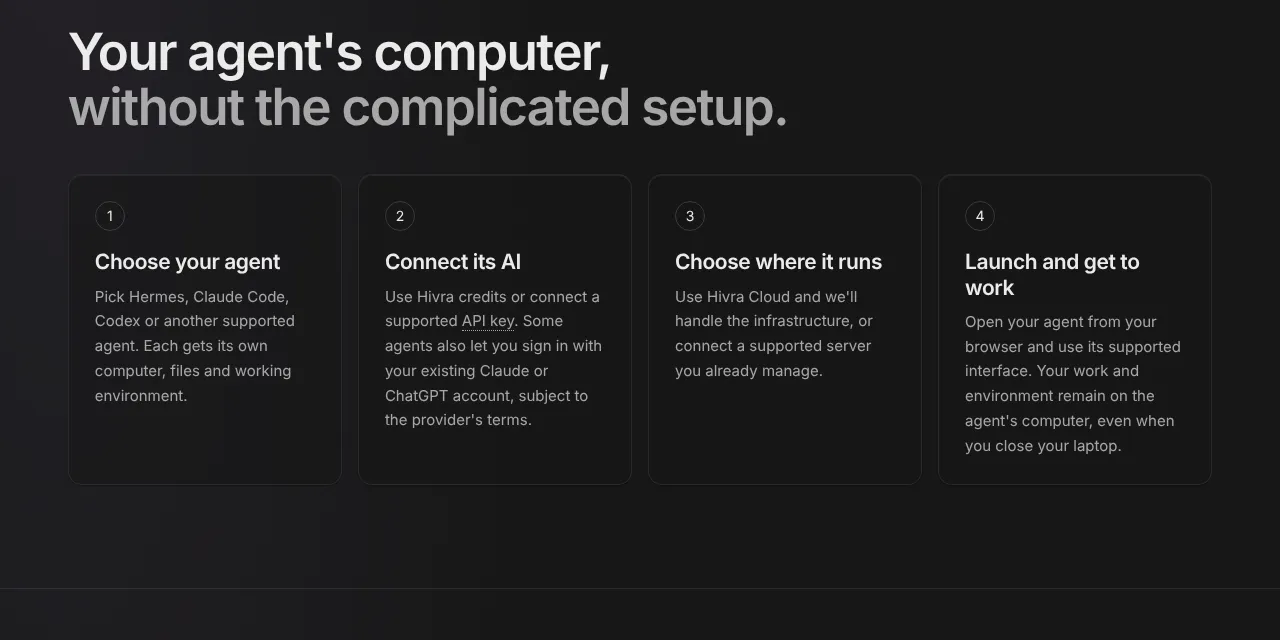 Your agent's computer,
without the complicated setup.
1
Choose your agent
Pick Hermes, Claude Code,
Codex or another supported
agent. Each gets its own
computer, files and working
environment.
2
Connect its AI
Use Hivra credits or connect a
supported API key. Some
agents also let you sign in with
your existing Claude or
ChatGPT account, subject to
the provider's terms.
3
Choose where it runs
Use Hivra Cloud and we'll
handle the infrastructure, or
connect a supported server
you already manage.
4
Launch and get to
work
Open your agent from your
browser and use its supported
interface. Your work and
environment remain on the
agent's computer, even when
you close your laptop.